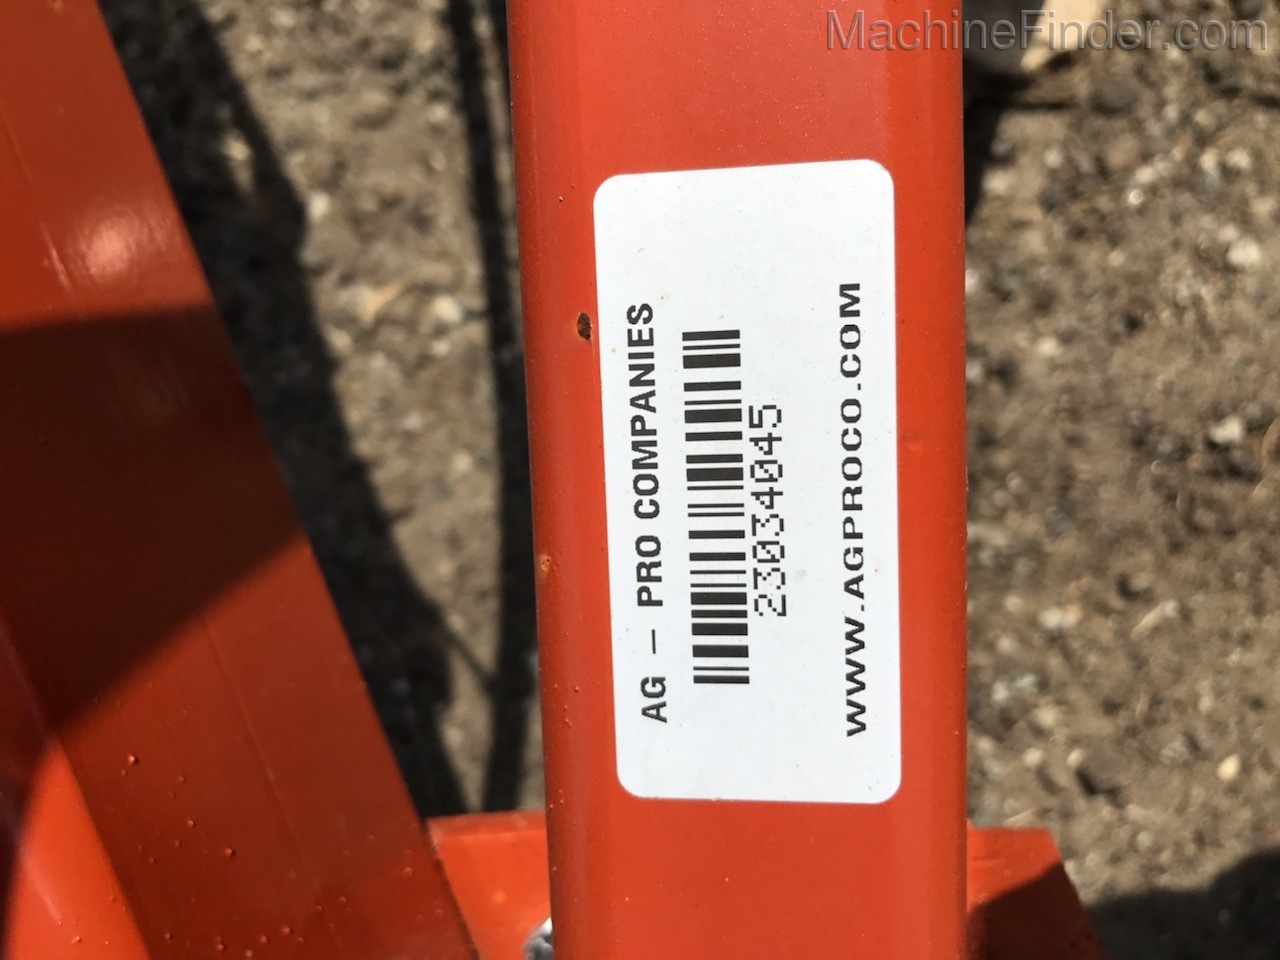 MachineFinder.com
AG - PRO COMPANIES
23034045
WWW.AGPROCO.COM